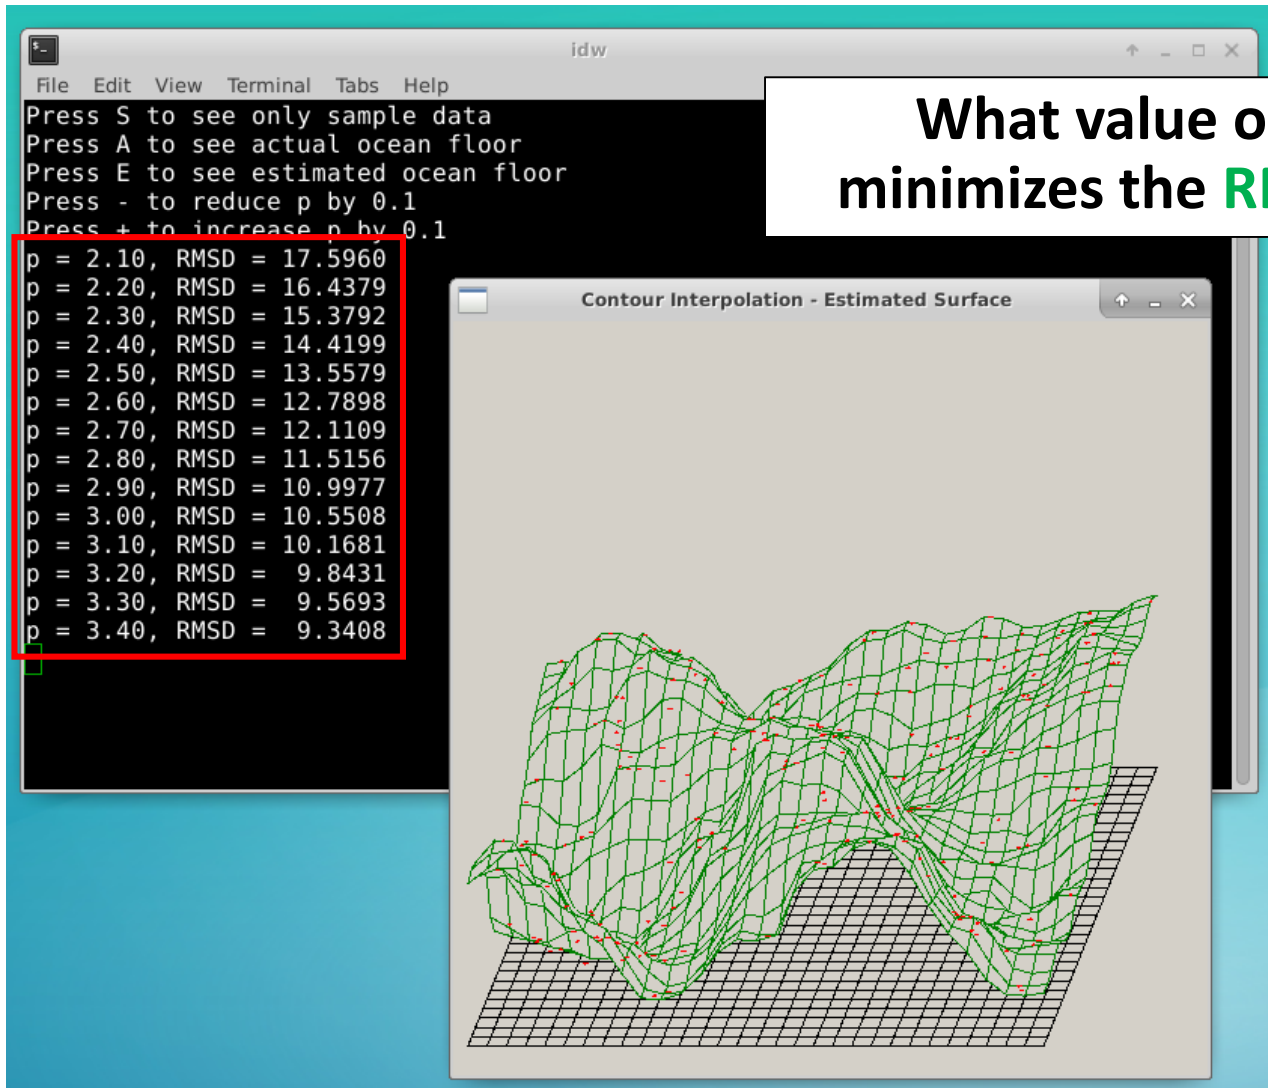 idw
File Edit View Terminal Tabs Help
Press S to see only sample data
Press A to see actual ocean floor
Press E to see estimated ocean floor
Press - to reduce p by 0.1
Press + to increase p by 0.1
p = 2.10, RMSD = 17.5960
p = 2.20, RMSD = 16.4379
p = 2.30, RMSD = 15.3792
p = 2.40, RMSD = 14.4199
p = 2.50, RMSD = 13.5579
p = 2.60, RMSD = 12.7898
p = 2.70, RMSD = 12.1109
p = 2.80, RMSD = 11.5156
p = 2.90, RMSD = 10.9977
p = 3.00, RMSD = 10.5508
p = 3.10, RMSD = 10.1681
p = 3.20, RMSD = 9.8431
p = 3.30, RMSD = 9.5693
p = 3.40, RMSD = 9.3408
What value o
minimizes the
Contour Interpolation - Estimated Surface